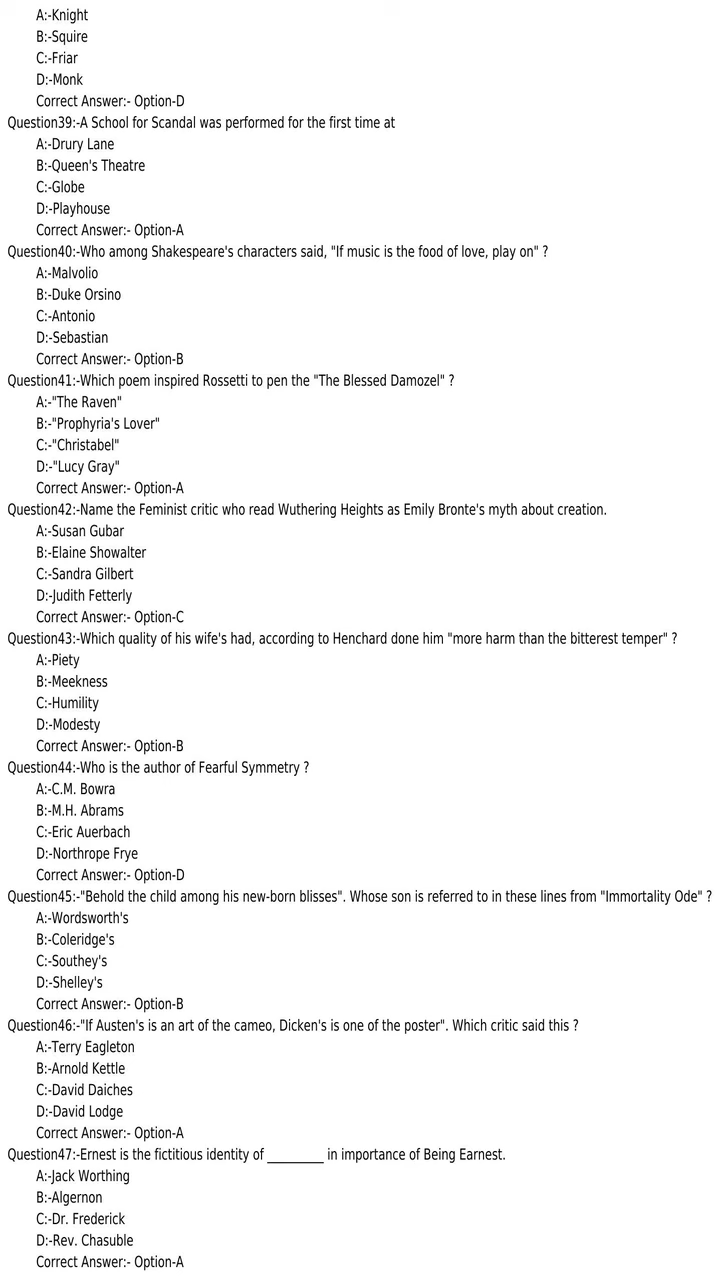 A:-Knight
B:-Squire
C:-Friar
D:-Monk
Correct Answer:- Option-D
Question39:-A School for Scandal was performed for the first time at
A:-Drury Lane
B:-Queen's Theatre
C:-Globe
D:-Playhouse
Correct Answer:- Option-A
Question40:-Who among Shakespeare's characters said, "If music is the food of love, play on" ?
A:-Malvolio
B:-Duke Orsino
C:-Antonio
D:-Sebastian
Correct Answer:- Option-B
Question41:-Which poem inspired Rossetti to pen the "The Blessed Damozel" ?
A:-"The Raven"
B:-"Prophyria's Lover"
C:-"Christabel"
D:-"Lucy Gray"
Correct Answer:- Option-A
Question42:-Name the Feminist critic who read Wuthering Heights as Emily Bronte's myth about creation.
A:-Susan Gubar
B:-Elaine Showalter
C:-Sandra Gilbert
D:-Judith Fetterly
Correct Answer:- Option-C
Question43:-Which quality of his wife's had, according to Henchard done him "more harm than the bitterest temper" ?
A:-Piety
B:-Meekness
C:-Humility
D:-Modesty
Correct Answer:- Option-B
Question44:-Who is the author of Fearful Symmetry ?
A:-C.M. Bowra
B:-M.H. Abrams
C:-Eric Auerbach
D:-Northrope Frye
Correct Answer:- Option-D
Question45:-"Behold the child among his new-born blisses". Whose son is referred to in these lines from "Immortality Ode" ?
A:-Wordsworth's
B:-Coleridge's
C:-Southey's
D:-Shelley's
Correct Answer:- Option-B
Question46:-"If Austen's is an art of the cameo, Dicken's is one of the poster". Which critic said this ?
A:-Terry Eagleton
B:-Arnold Kettle
C:-David Daiches
D:-David Lodge
Correct Answer:- Option-A
Question47:-Ernest is the fictitious identity of _________ in importance of Being Earnest.
A:-Jack Worthing
B:-Algernon
C:-Dr. Frederick
D:-Rev. Chasuble
Correct Answer:- Option-A